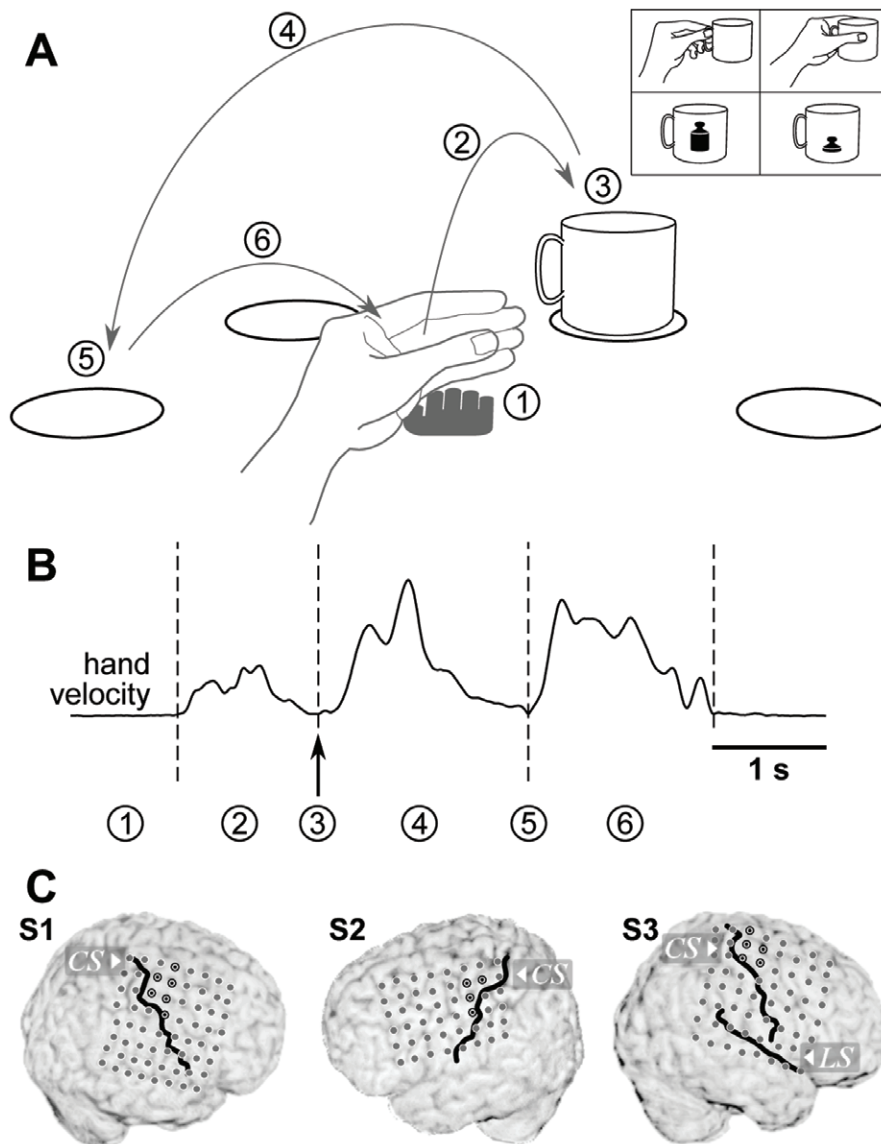 A
④
②
③
⑥
⑤
①
B
hand
velocity
1 s
① ② ③ ④ ⑤ ⑥
C
S1 S2 S3
CS CS CS
LS